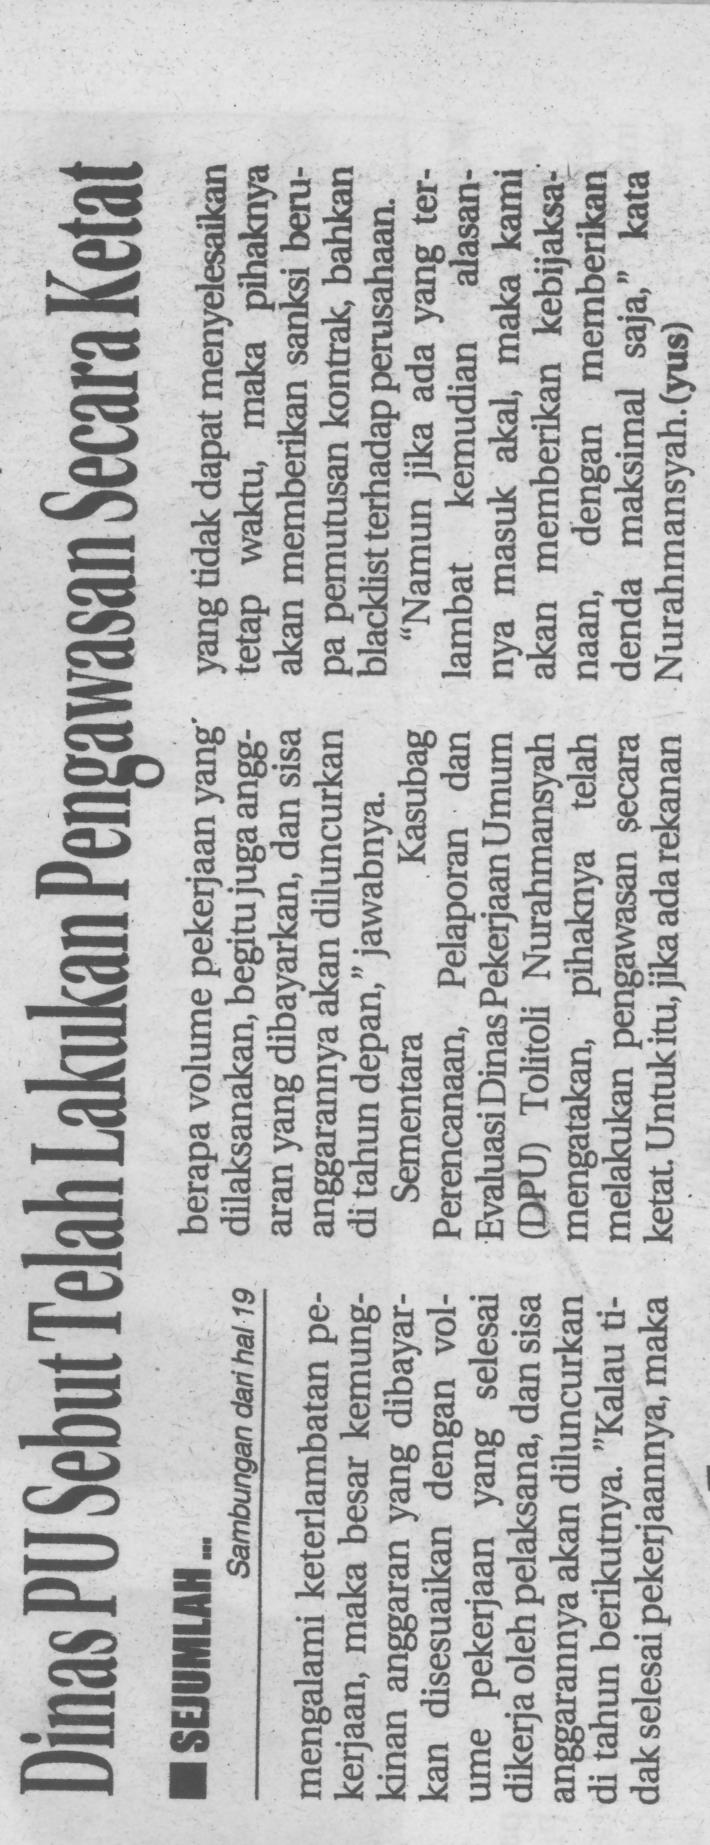 Dinas PU Sebut Telah Lakukan Pengawasan Secara Ketat
■ SEJUMLAH ...
Sambungan dari hal 19
mengalami keterlambatan pe-
kerjaan, maka besar kemung-
kinan anggaran yang dibayar-
kan disesuaikan dengan vol-
ume pekerjaan yang selesai
dikerja oleh pelaksana, dan sisa
anggarannya akan diluncurkan
di tahun berikutnya. ”Kalau ti-
dak selesai pekerjaannya, maka
berapa volume pekerjaan yang
dilaksanakan, begitu juga angg-
aran yang dibayarkan, dan sisa
anggarannya akan diluncurkan
di tahun depan,” jawabnya.
Sementara Kasubag
Perencanaan, Pelaporan dan
Evaluasi Dinas Pekerjaan Umum
(DPU) Tolitoli Nurahmansyah
mengatakan, pihaknya telah
melakukan pengawasan secara
ketat. Untuk itu, jika ada rekanan
yang tidak dapat menyelesaikan
tetap waktu, maka pihaknya
akan memberikan sanksi beru-
pa pemutusan kontrak, bahkan
blacklist terhadap perusahaan.
“Namun jika ada yang ter-
lambat kemudian alasan-
nya masuk akal, maka kami
akan memberikan kebijaksa-
naan, dengan memberikan
denda maksimal saja,” kata
Nurahmansyah.(yus)